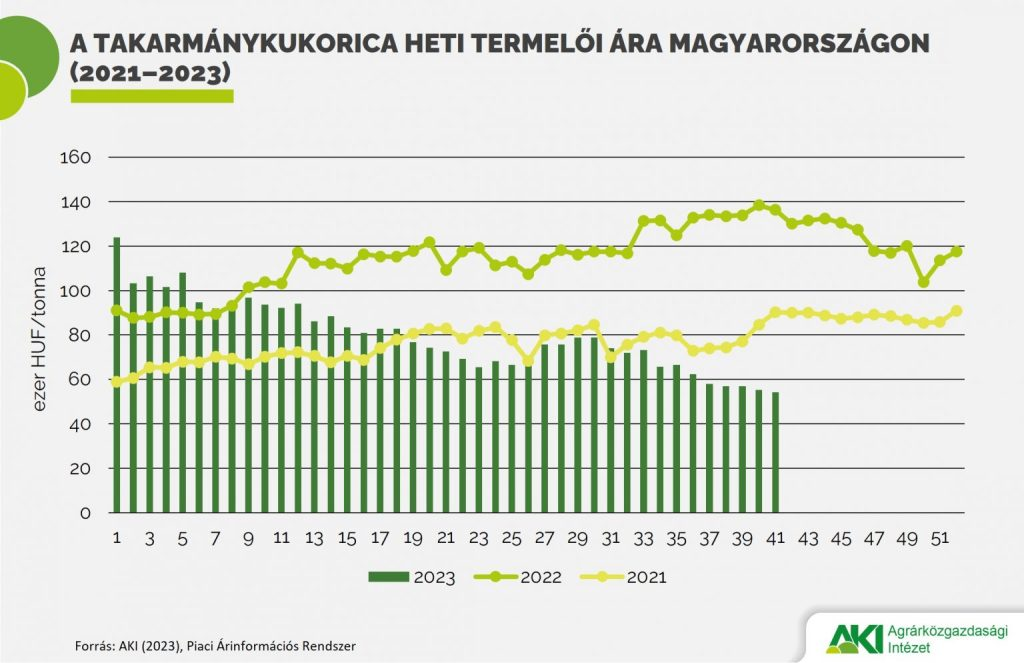 A TAKARMÁNYKUKORICA HETI TERMELŐI ÁRA MAGYARORSZÁGON
(2021–2023)
ezer HUF/tonna
160
140
120
100
80
60
40
20
0
1 3 5 7 9 11 13 15 17 19 21 23 25 27 29 31 33 35 37 39 41 43 45 47 49 51
2023 2022 2021
Forrás: AKI (2023), Piaci Árinformációs Rendszer
AKI Agrárközgazdasági
Intézet